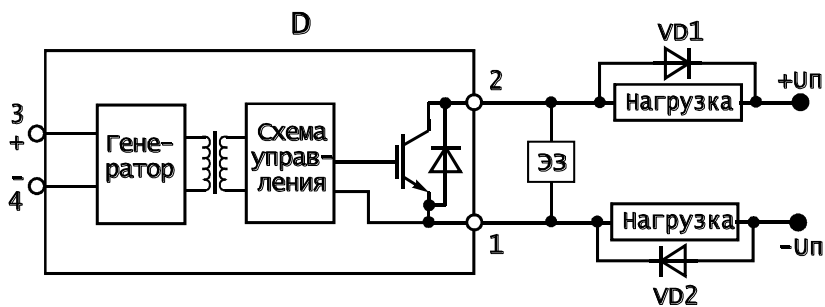 D
VD1
2
+Uп
3
+
Гене-
ратор
Схема
управ-
ления
Нагрузка
ЭЗ
-
4
1
Нагрузка
-Uп
VD2